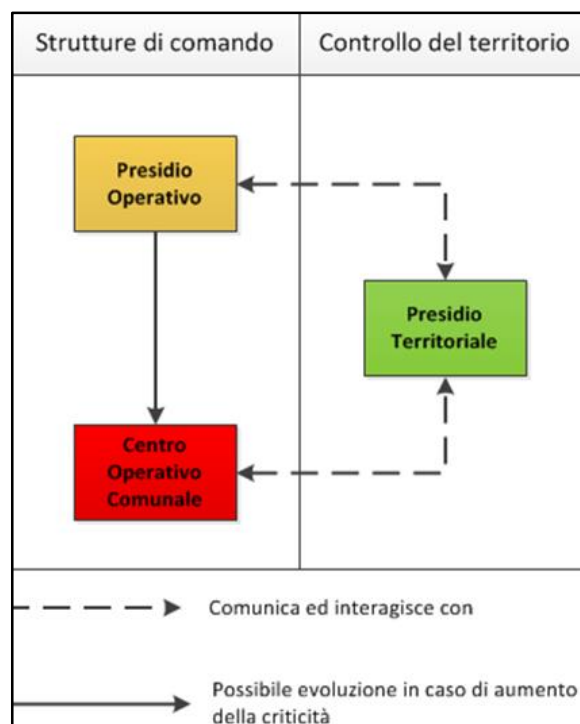 Strutture di comando
Controllo del territorio
Presidio
Operativo
Presidio
Territoriale
Centro
Operativo
Comunale
Comunica ed interagisce con
Possibile evoluzione in caso di aumento
della criticità